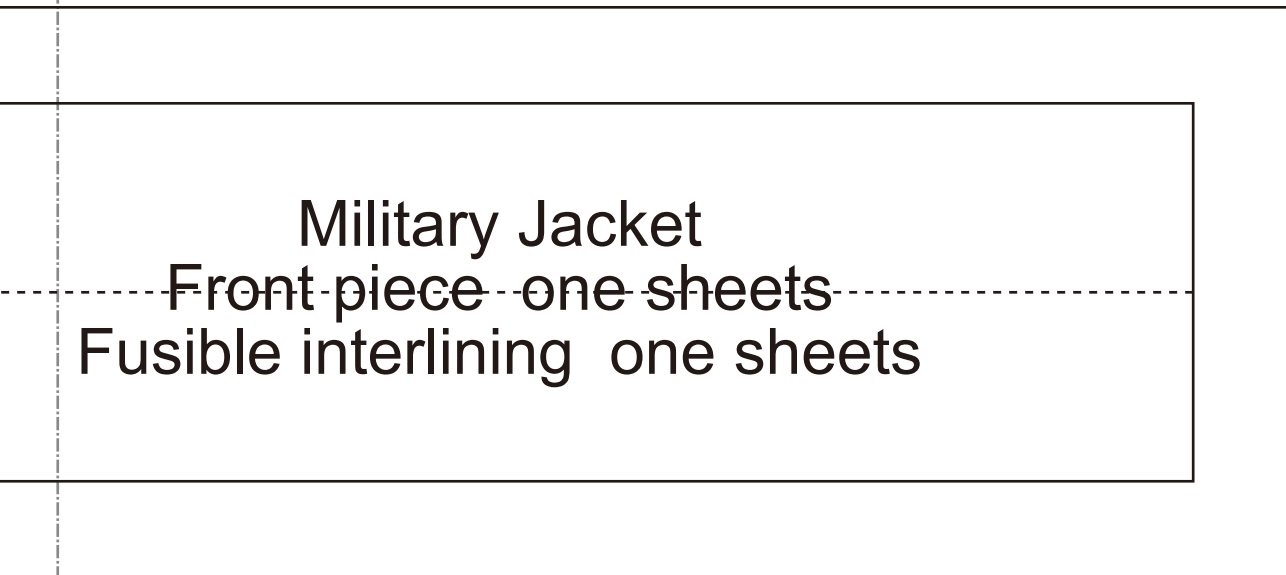 Military Jacket
Front piece  one sheets
Fusible interlining  one sheets